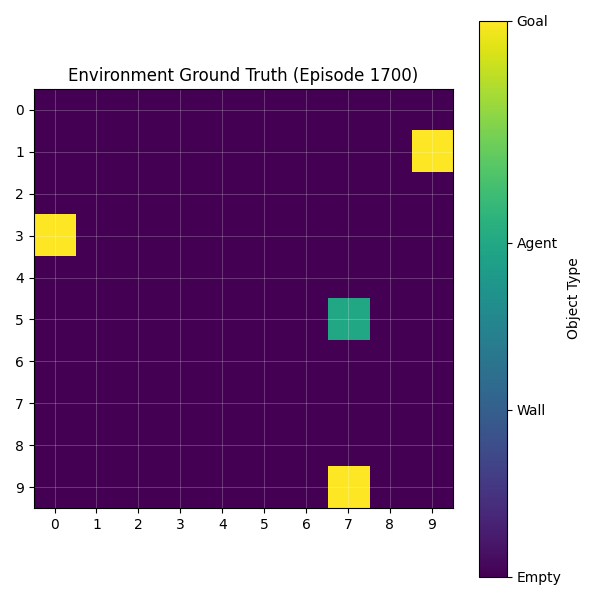 Environment Ground Truth (Episode 1700)
0
1
2
3
4
5
6
7
8
9
0 1 2 3 4 5 6 7 8 9
Goal
Agent
Wall
Empty
Object Type